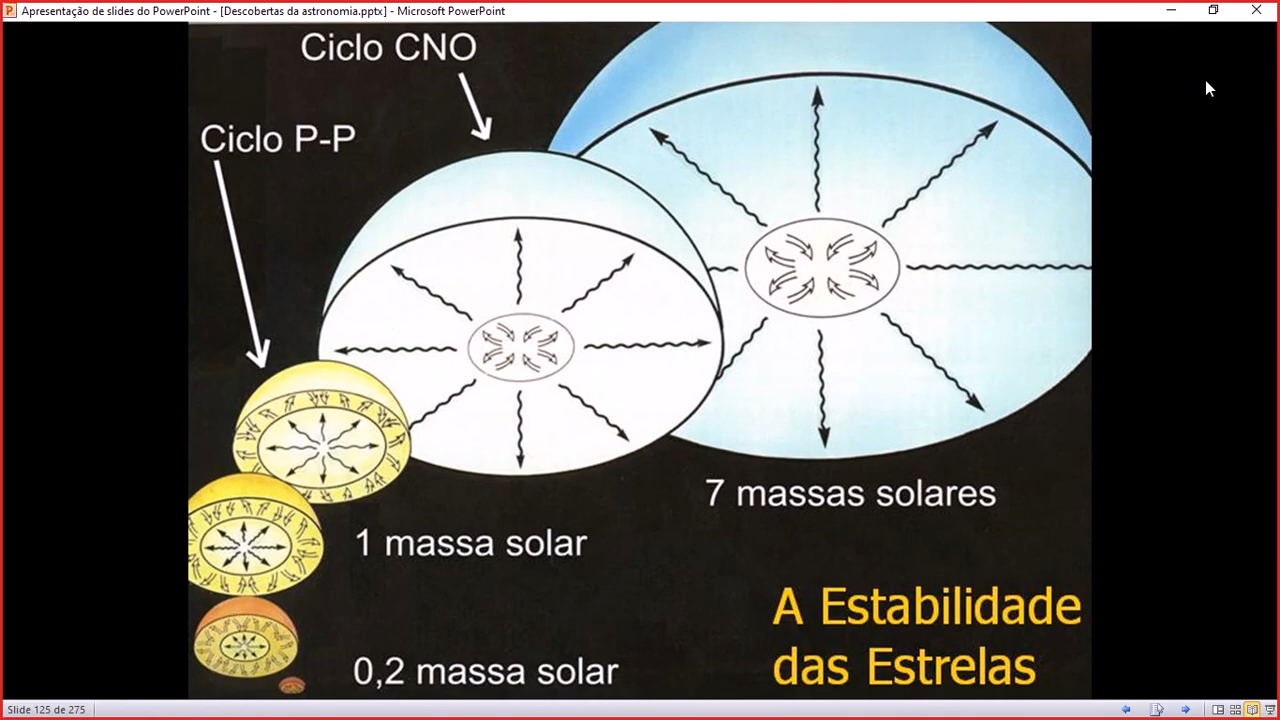 Apresentação de slides do PowerPoint - [Descobertas da astronomia.pptx] - Microsoft PowerPoint
Ciclo CNO
Ciclo P-P
7 massas solares
1 massa solar
A Estabilidade
das Estrelas
0,2 massa solar
Slide 125 de 275